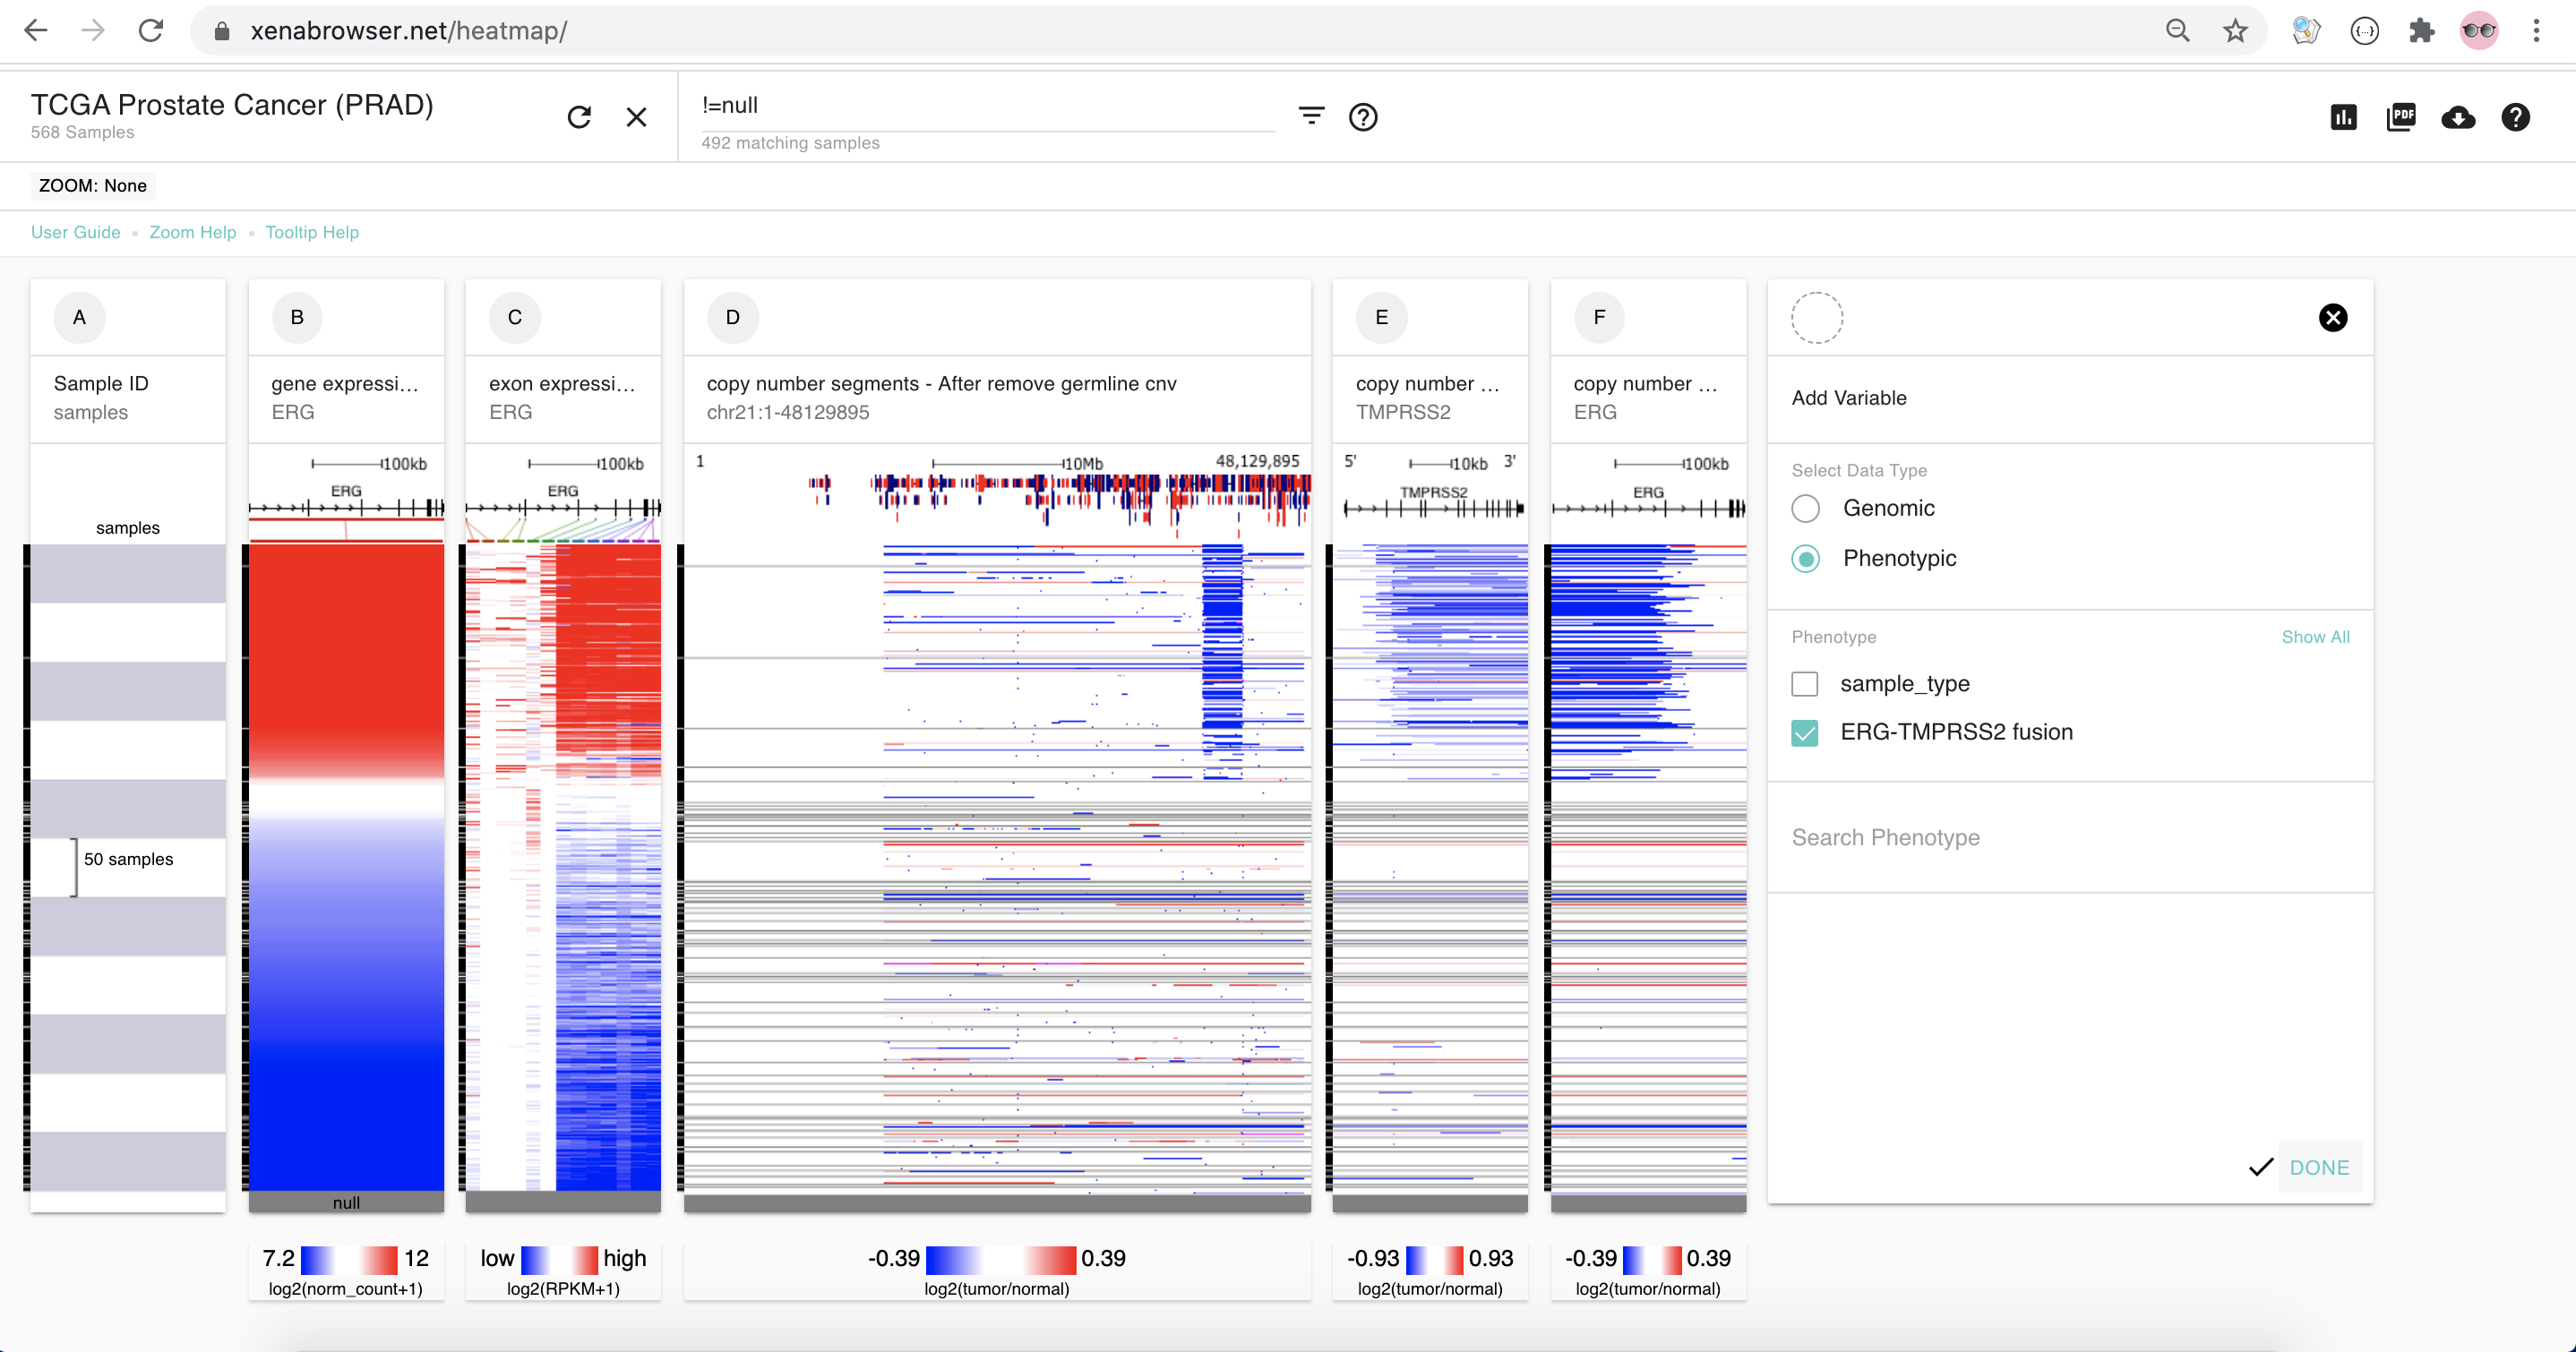 xenabrowser.net/heatmap/
TCGA Prostate Cancer (PRAD)
568 Samples
!=null
492 matching samples
PDF
ZOOM: None
User Guide
Zoom Help
Tooltip Help
A
Sample ID
samples
samples
50 samples
B
gene expressi...
ERG
100kb
ERG
null
7.2
12
log2(norm_count+1)
C
exon expressi...
ERG
100kb
ERG
low
high
log2(RPKM+1)
D
copy number segments - After remove germline cnv
chr21:1-48129895
1
10Mb
48,129,895
-0.39
0.39
log2(tumor/normal)
E
copy number ...
TMPRSS2
5'
10kb
3'
TMPRSS2
-0.93
0.93
log2(tumor/normal)
F
copy number ...
ERG
100kb
ERG
-0.39
0.39
log2(tumor/normal)
Add Variable
Select Data Type
Genomic
Phenotypic
Phenotype
Show All
sample_type
ERG-TMPRSS2 fusion
Search Phenotype
DONE